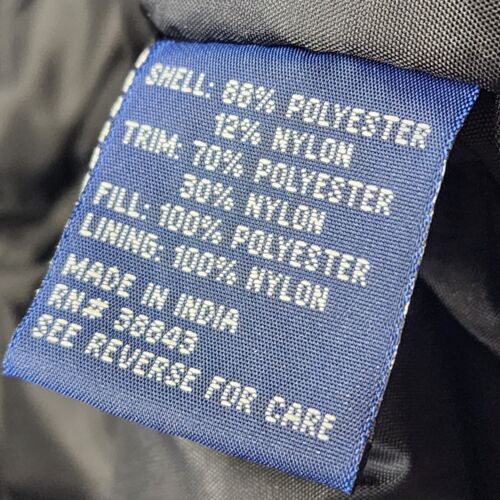 SHELL: 88% POLYESTER
12% NYLON
TRIM: 70% POLYESTER
30% NYLON
FILL: 100% POLYESTER
LINING: 100% NYLON
MADE IN INDIA
RN# 38843
SEE REVERSE FOR CARE